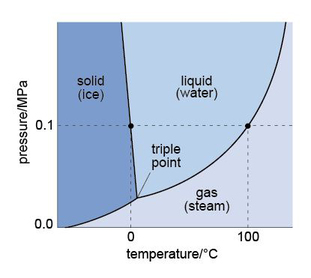 solid
(ice)
liquid
(water)
pressure/MPa
0.1
triple
point
gas
(steam)
0.0
0
100
temperature/°C